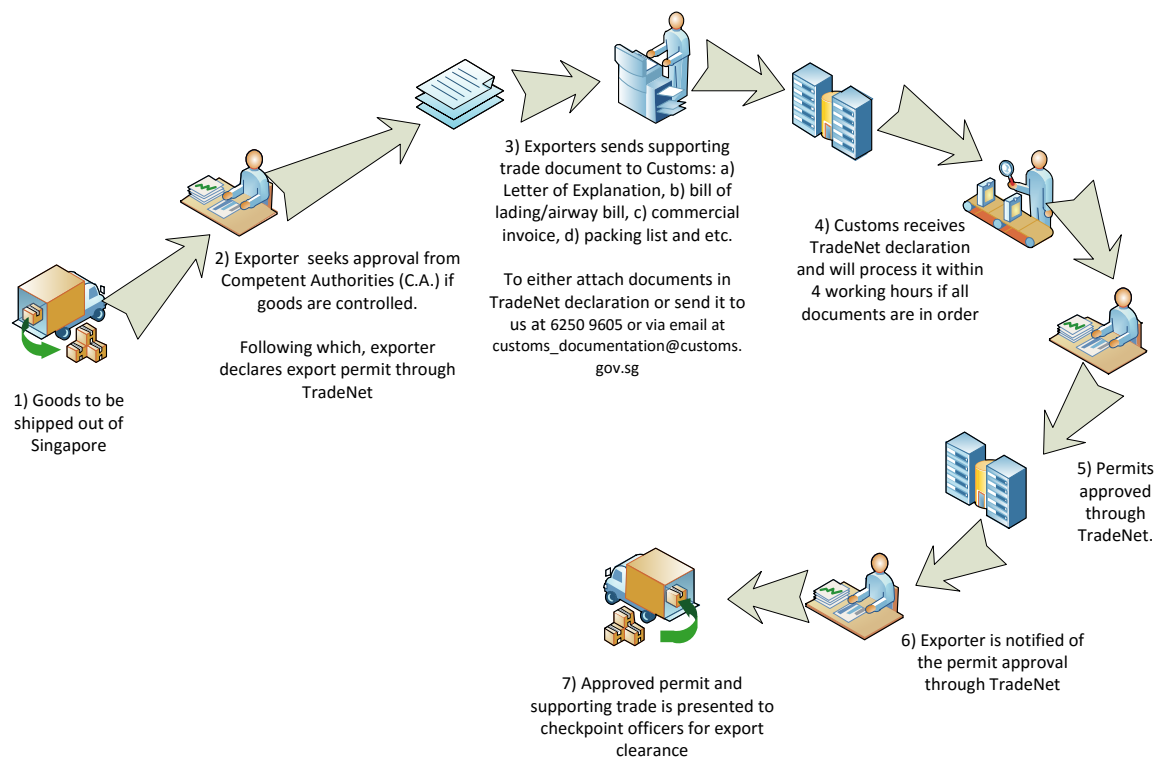 1) Goods to be
shipped out of
Singapore
2) Exporter  seeks approval from
Competent Authorities (C.A.) if
goods are controlled.
Following which, exporter
declares export permit through
TradeNet
3) Exporters sends supporting
trade document to Customs: a)
Letter of Explanation, b) bill of
lading/airway bill, c) commercial
invoice, d) packing list and etc.
To either attach documents in
TradeNet declaration or send it to
us at 6250 9605 or via email at
customs_documentation@customs.
gov.sg
4) Customs receives
TradeNet declaration
and will process it within
4 working hours if all
documents are in order
5) Permits
approved
through
TradeNet.
6) Exporter is notified of
the permit approval
through TradeNet
7) Approved permit and
supporting trade is presented to
checkpoint officers for export
clearance